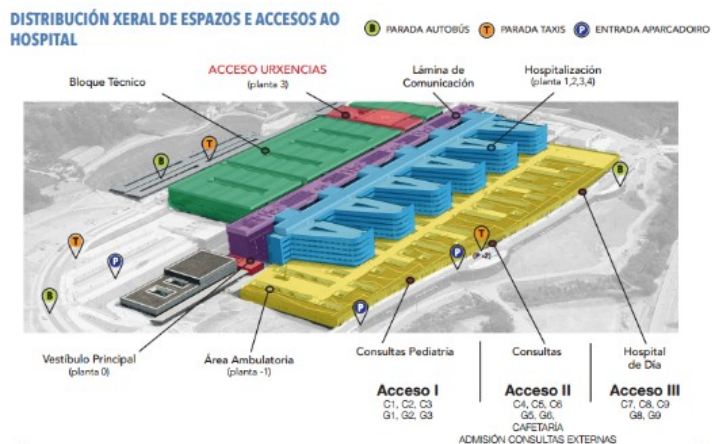 DISTRIBUCIÓN XERAL DE ESPAZOS E ACCESOS AO
HOSPITAL
B PARADA AUTOBÚS T PARADA TAXIS P ENTRADA APARCADOIRO
Bloque Técnico
ACCESO URXENCIAS
(planta 3)
Lámina de
Comunicación
Hospitalización
(planta 1,2,3,4)
B
T
B
T
P
B
T
P
(P -2)
P
Vestíbulo Principal
(planta 0)
Área Ambulatoria
(planta -1)
Consultas Pediatría
Consultas
Hospital
de Día
Acceso I
C1, C2, C3
G1, G2, G3
Acceso II
C4, C5, C6
G5, G6,
CAFETARÍA
ADMISIÓN CONSULTAS EXTERNAS
Acceso III
C7, C8, C9
G8, G9